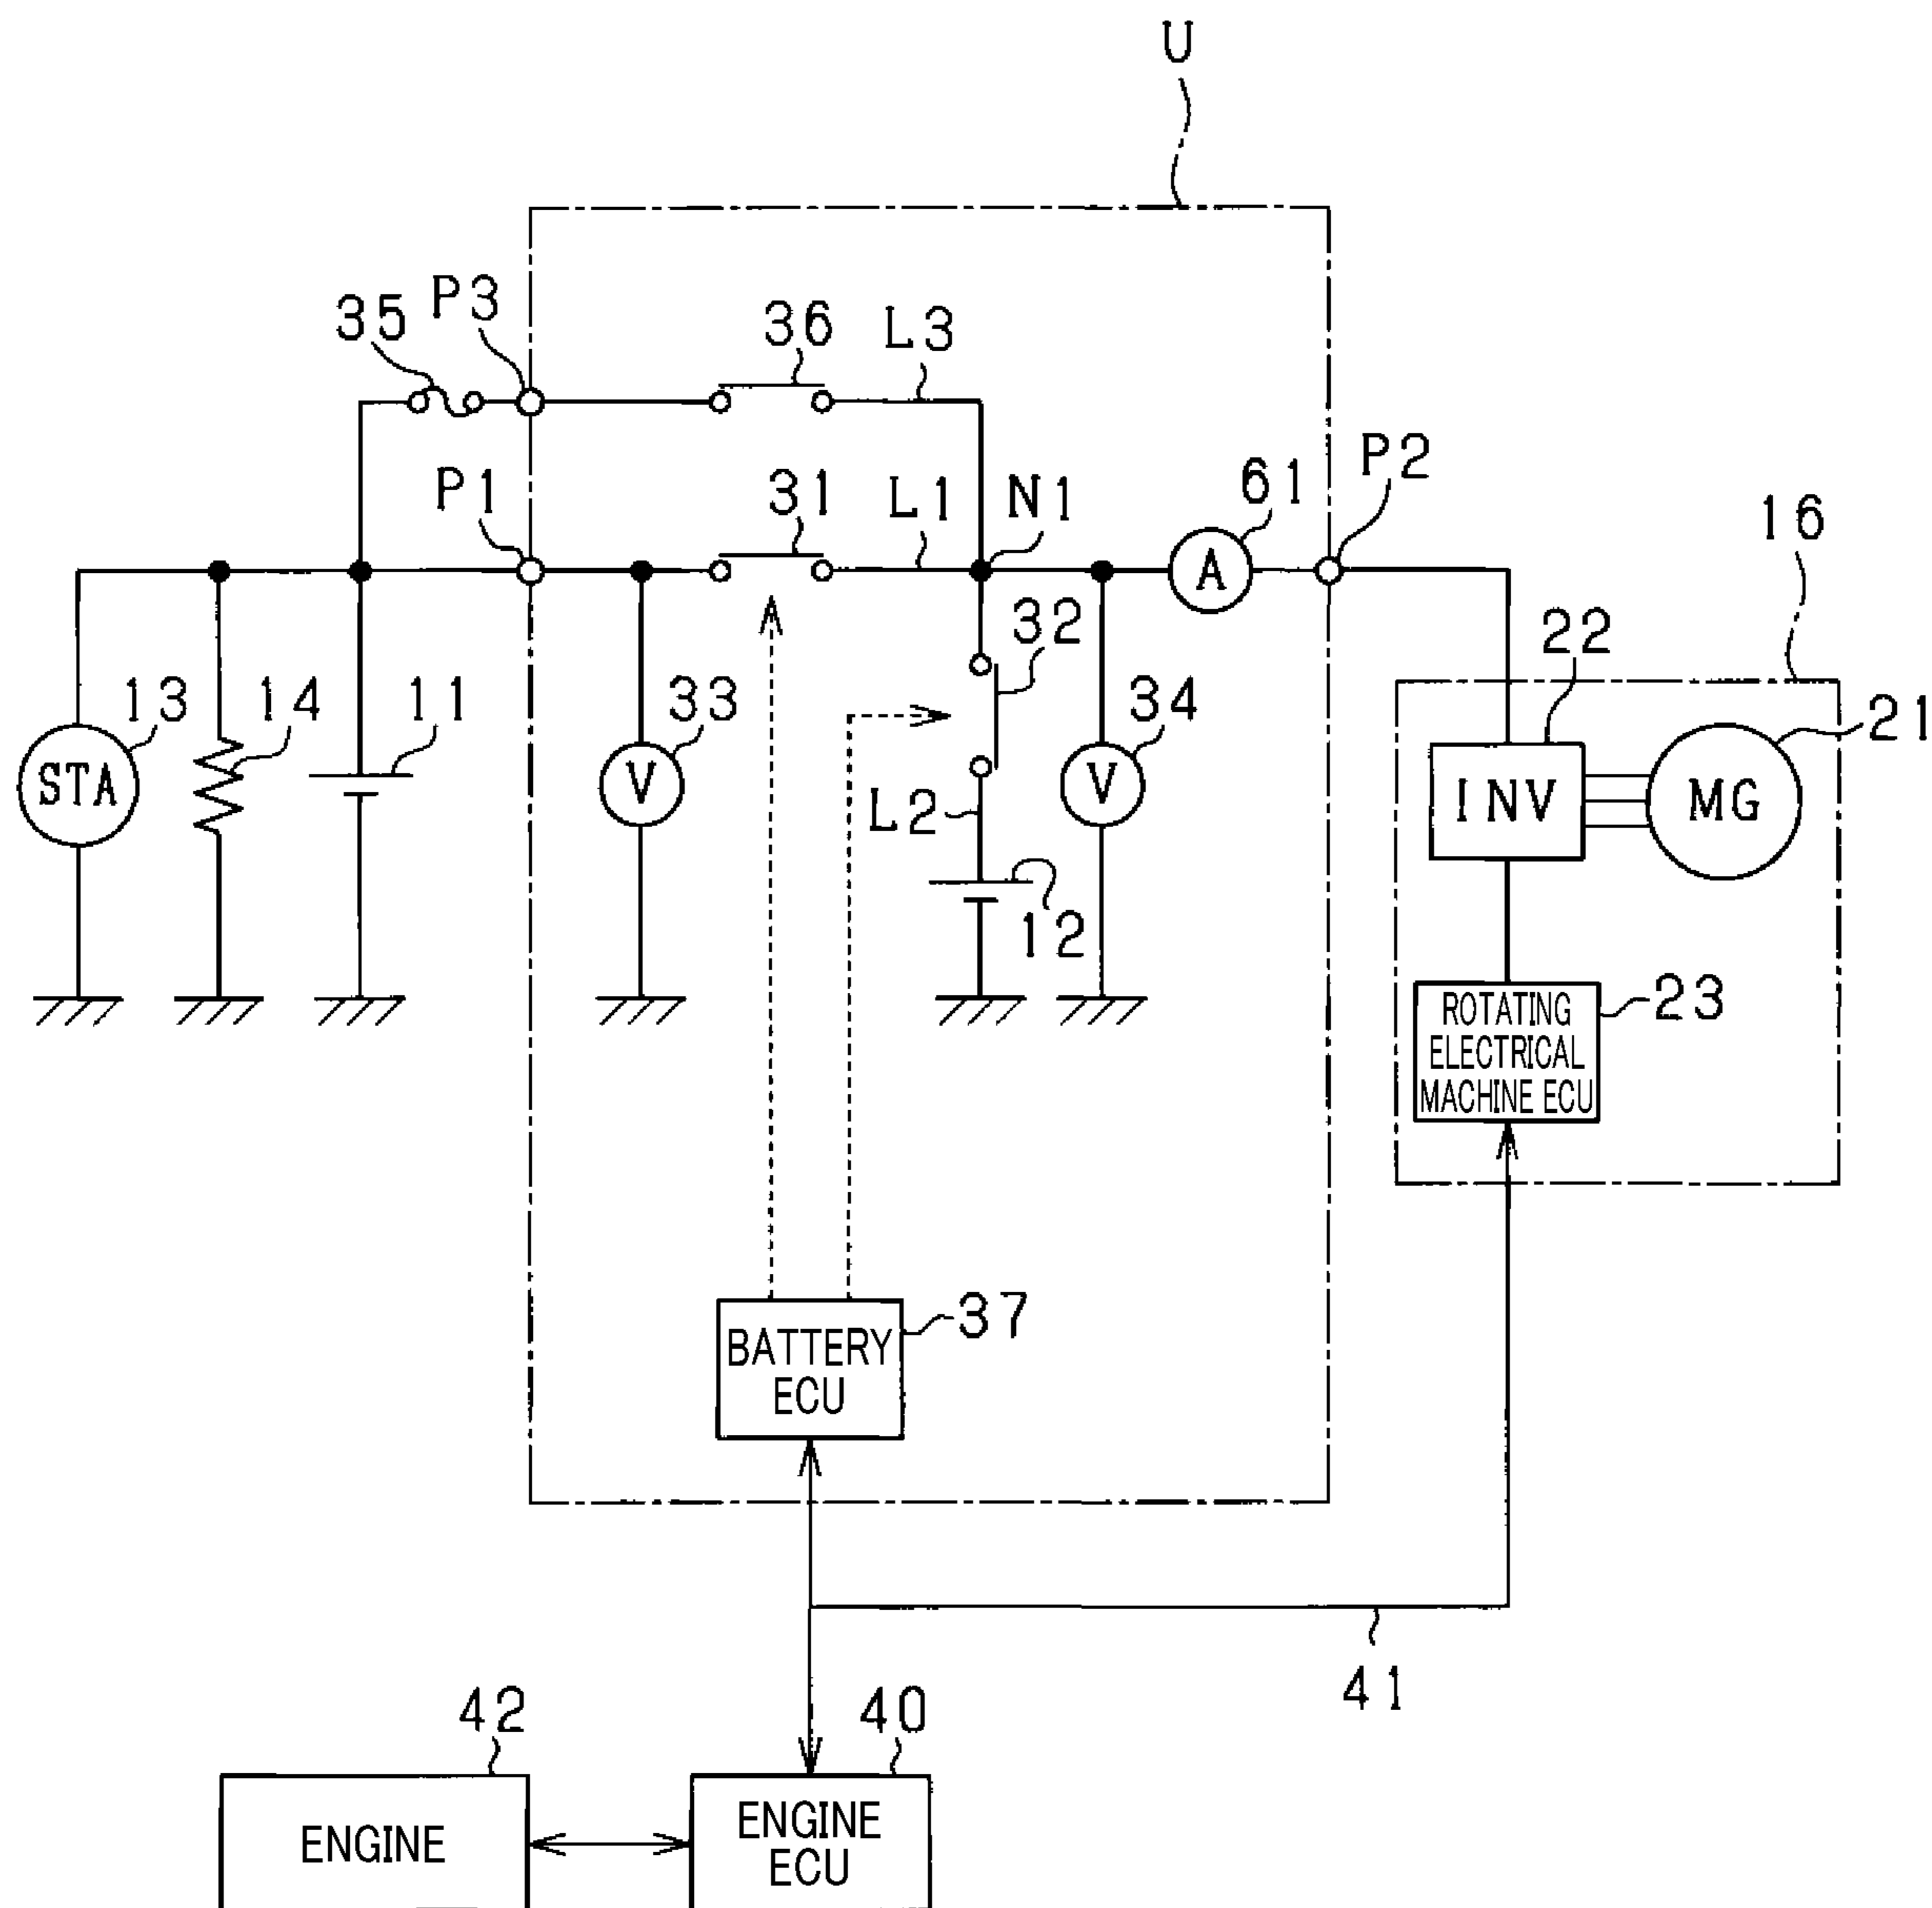 U
P3
35
36
L3
P1
31
L1
N1
61
P2
16
32
22
13
14
11
33
34
21
STA
V
V
INV
MG
L2
12
23
ROTATING
ELECTRICAL
MACHINE ECU
A
37
BATTERY
ECU
41
42
40
ENGINE
ENGINE
ECU